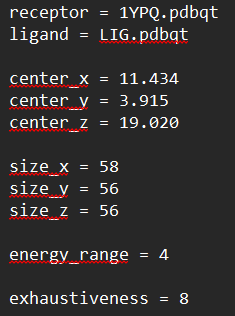 receptor = 1YPQ.pdbqt
ligand = LIG.pdbqt
center_x = 11.434
center_y = 3.915
center_z = 19.020
size_x = 58
size_y = 56
size_z = 56
energy_range = 4
exhaustiveness = 8